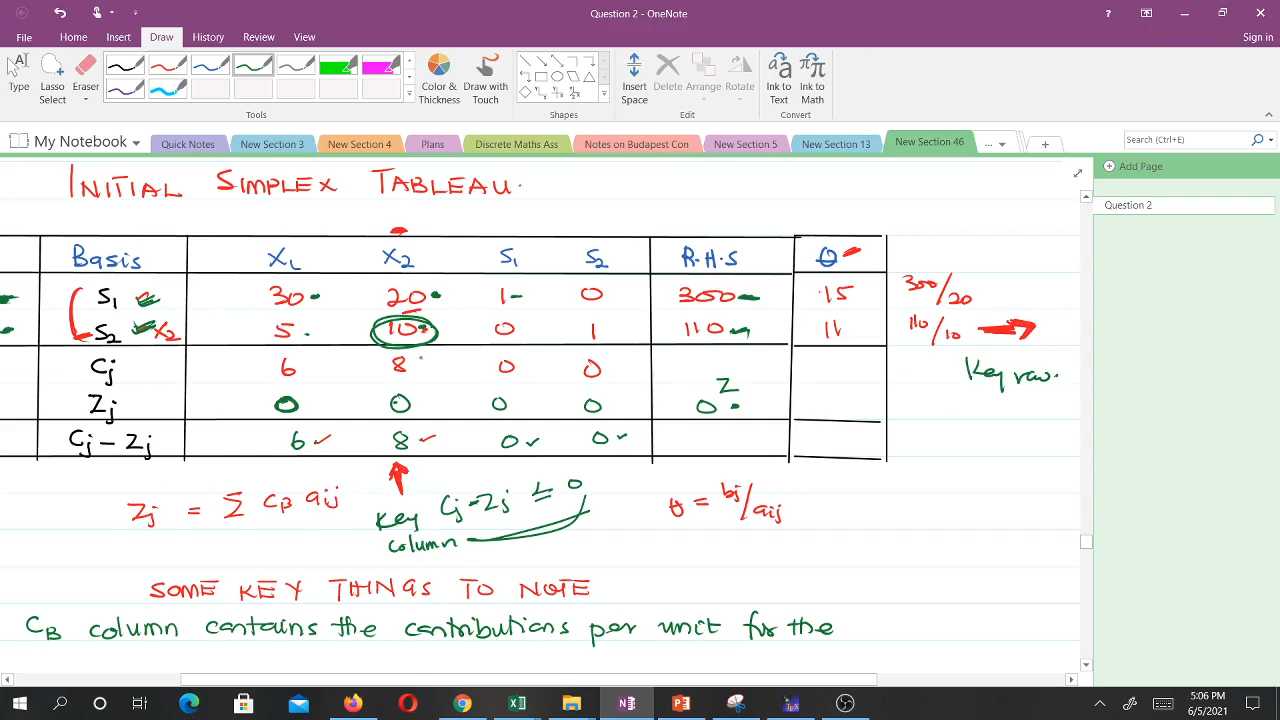 Question 2 - OneNote
Sign in
File Home Insert Draw History Review View
Type Lasso Select Eraser Color & Thickness Draw with Touch Insert Space Delete Arrange Rotate Ink to Text Ink to Math
Tools Shapes Edit Convert
My Notebook Quick Notes New Section 3 New Section 4 Plans Discrete Maths Ass Notes on Budapest Con New Section 5 New Section 13 New Section 46 ... Search (Ctrl+E)
Add Page
Question 2
INITIAL SIMPLEX TABLEAU.
Basis X1 X2 S1 S2 R.H.S θ
S1 30 20 1 0 300 15 300/20
S2 X2 5 10 0 1 110 11 110/10
Cj 6 8 0 0 Key row.
Z
Zj 0 0 0 0 0
Cj - Zj 6 8 0 0
Zj = Σ CB aij
Key column
Cj - Zj ≤ 0
θ = bj/aij
SOME KEY THINGS TO NOTE
CB column contains the contributions per unit for the
5:06 PM
6/5/2021